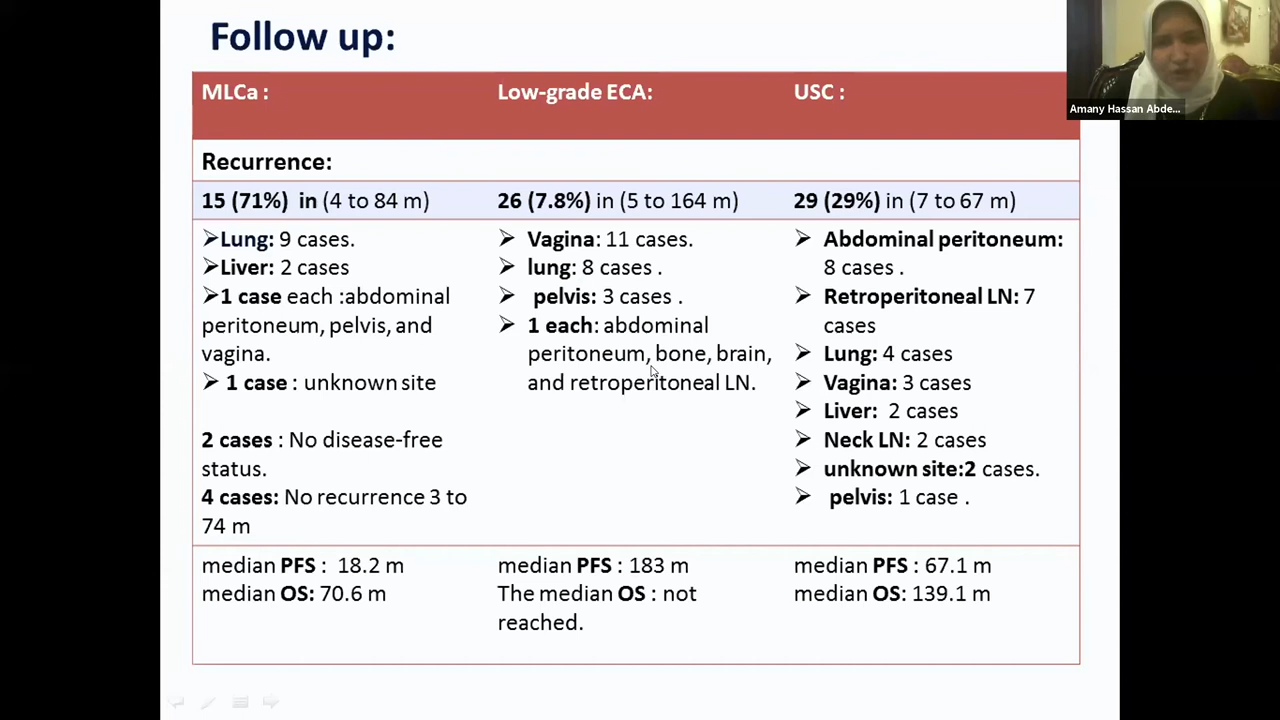 Follow up:
Amany Hassan Abde...
MLCa :
Low-grade ECA:
USC :
Recurrence:
15 (71%) in (4 to 84 m)
26 (7.8%) in (5 to 164 m)
29 (29%) in (7 to 67 m)
➢Lung: 9 cases.
➢Liver: 2 cases
➢1 case each :abdominal
peritoneum, pelvis, and
vagina.
➢ 1 case : unknown site
2 cases : No disease-free
status.
4 cases: No recurrence 3 to
74 m
➢ Vagina: 11 cases.
➢ lung: 8 cases .
➢ pelvis: 3 cases .
➢ 1 each: abdominal
peritoneum, bone, brain,
and retroperitoneal LN.
➢ Abdominal peritoneum:
8 cases .
➢ Retroperitoneal LN: 7
cases
➢ Lung: 4 cases
➢ Vagina: 3 cases
➢ Liver: 2 cases
➢ Neck LN: 2 cases
➢ unknown site:2 cases.
➢ pelvis: 1 case .
median PFS : 18.2 m
median OS: 70.6 m
median PFS : 183 m
The median OS : not
reached.
median PFS : 67.1 m
median OS: 139.1 m